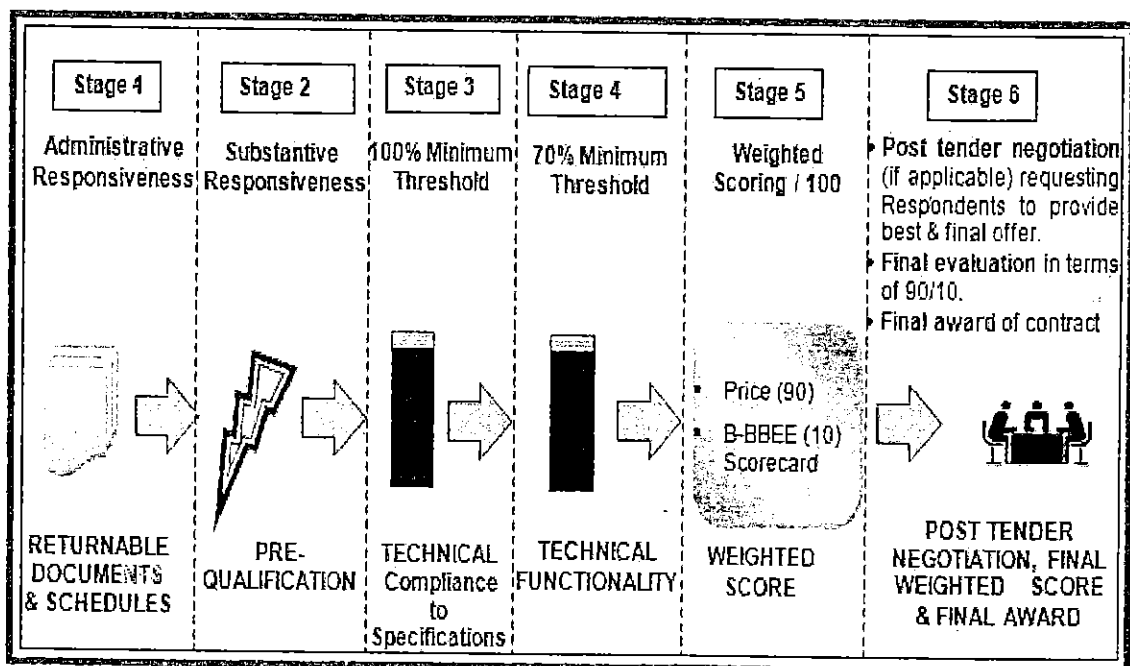 Stage 1
Administrative
Responsiveness
RETURNABLE
DOCUMENTS
& SCHEDULES
Stage 2
Substantive
Responsiveness
PRE-
QUALIFICATION
Stage 3
100% Minimum
Threshold
TECHNICAL
Compliance
to
Specifications
Stage 4
70% Minimum
Threshold
TECHNICAL
FUNCTIONALITY
Stage 5
Weighted
Scoring / 100
• Price (90)
• B-BBEE (10)
Scorecard
WEIGHTED
SCORE
Stage 6
• Post tender negotiation
(if applicable) requesting
Respondents to provide
best & final offer.
• Final evaluation in terms
of 90/10.
• Final award of contract
POST TENDER
NEGOTIATION, FINAL
WEIGHTED SCORE
& FINAL AWARD